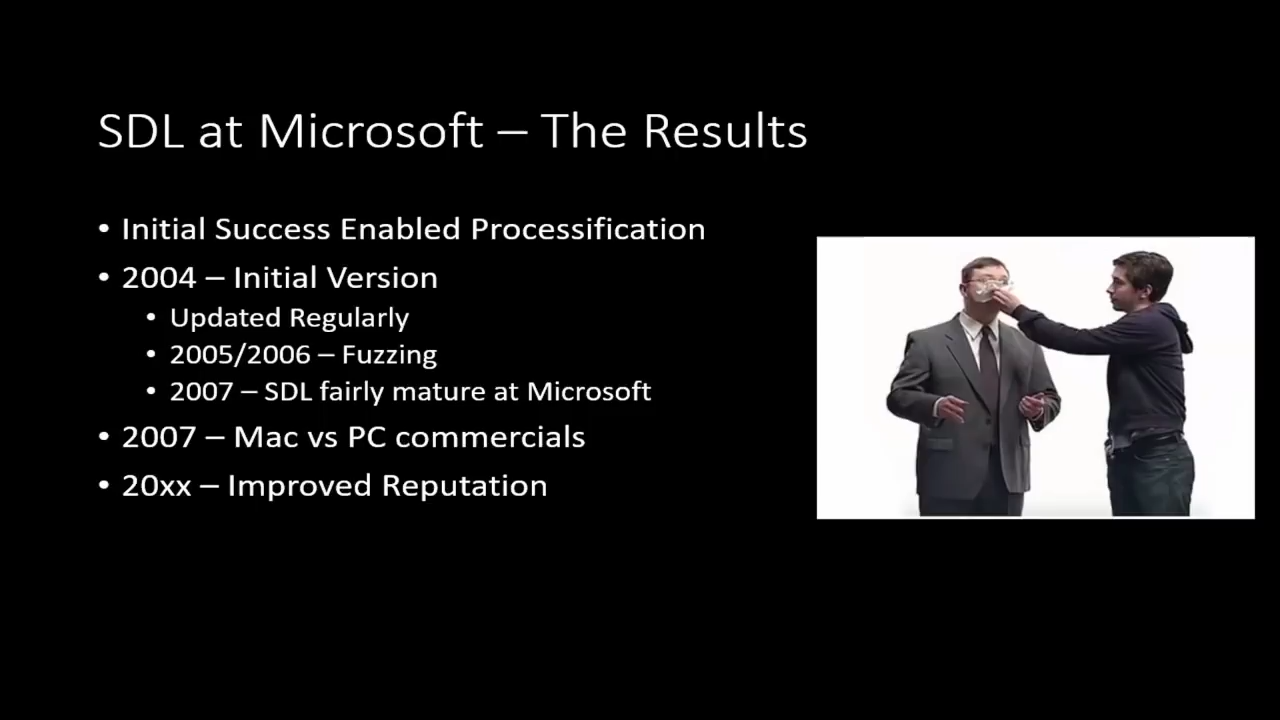 SDL at Microsoft – The Results
• Initial Success Enabled Processification
• 2004 – Initial Version
• Updated Regularly
• 2005/2006 – Fuzzing
• 2007 – SDL fairly mature at Microsoft
• 2007 – Mac vs PC commercials
• 20xx – Improved Reputation